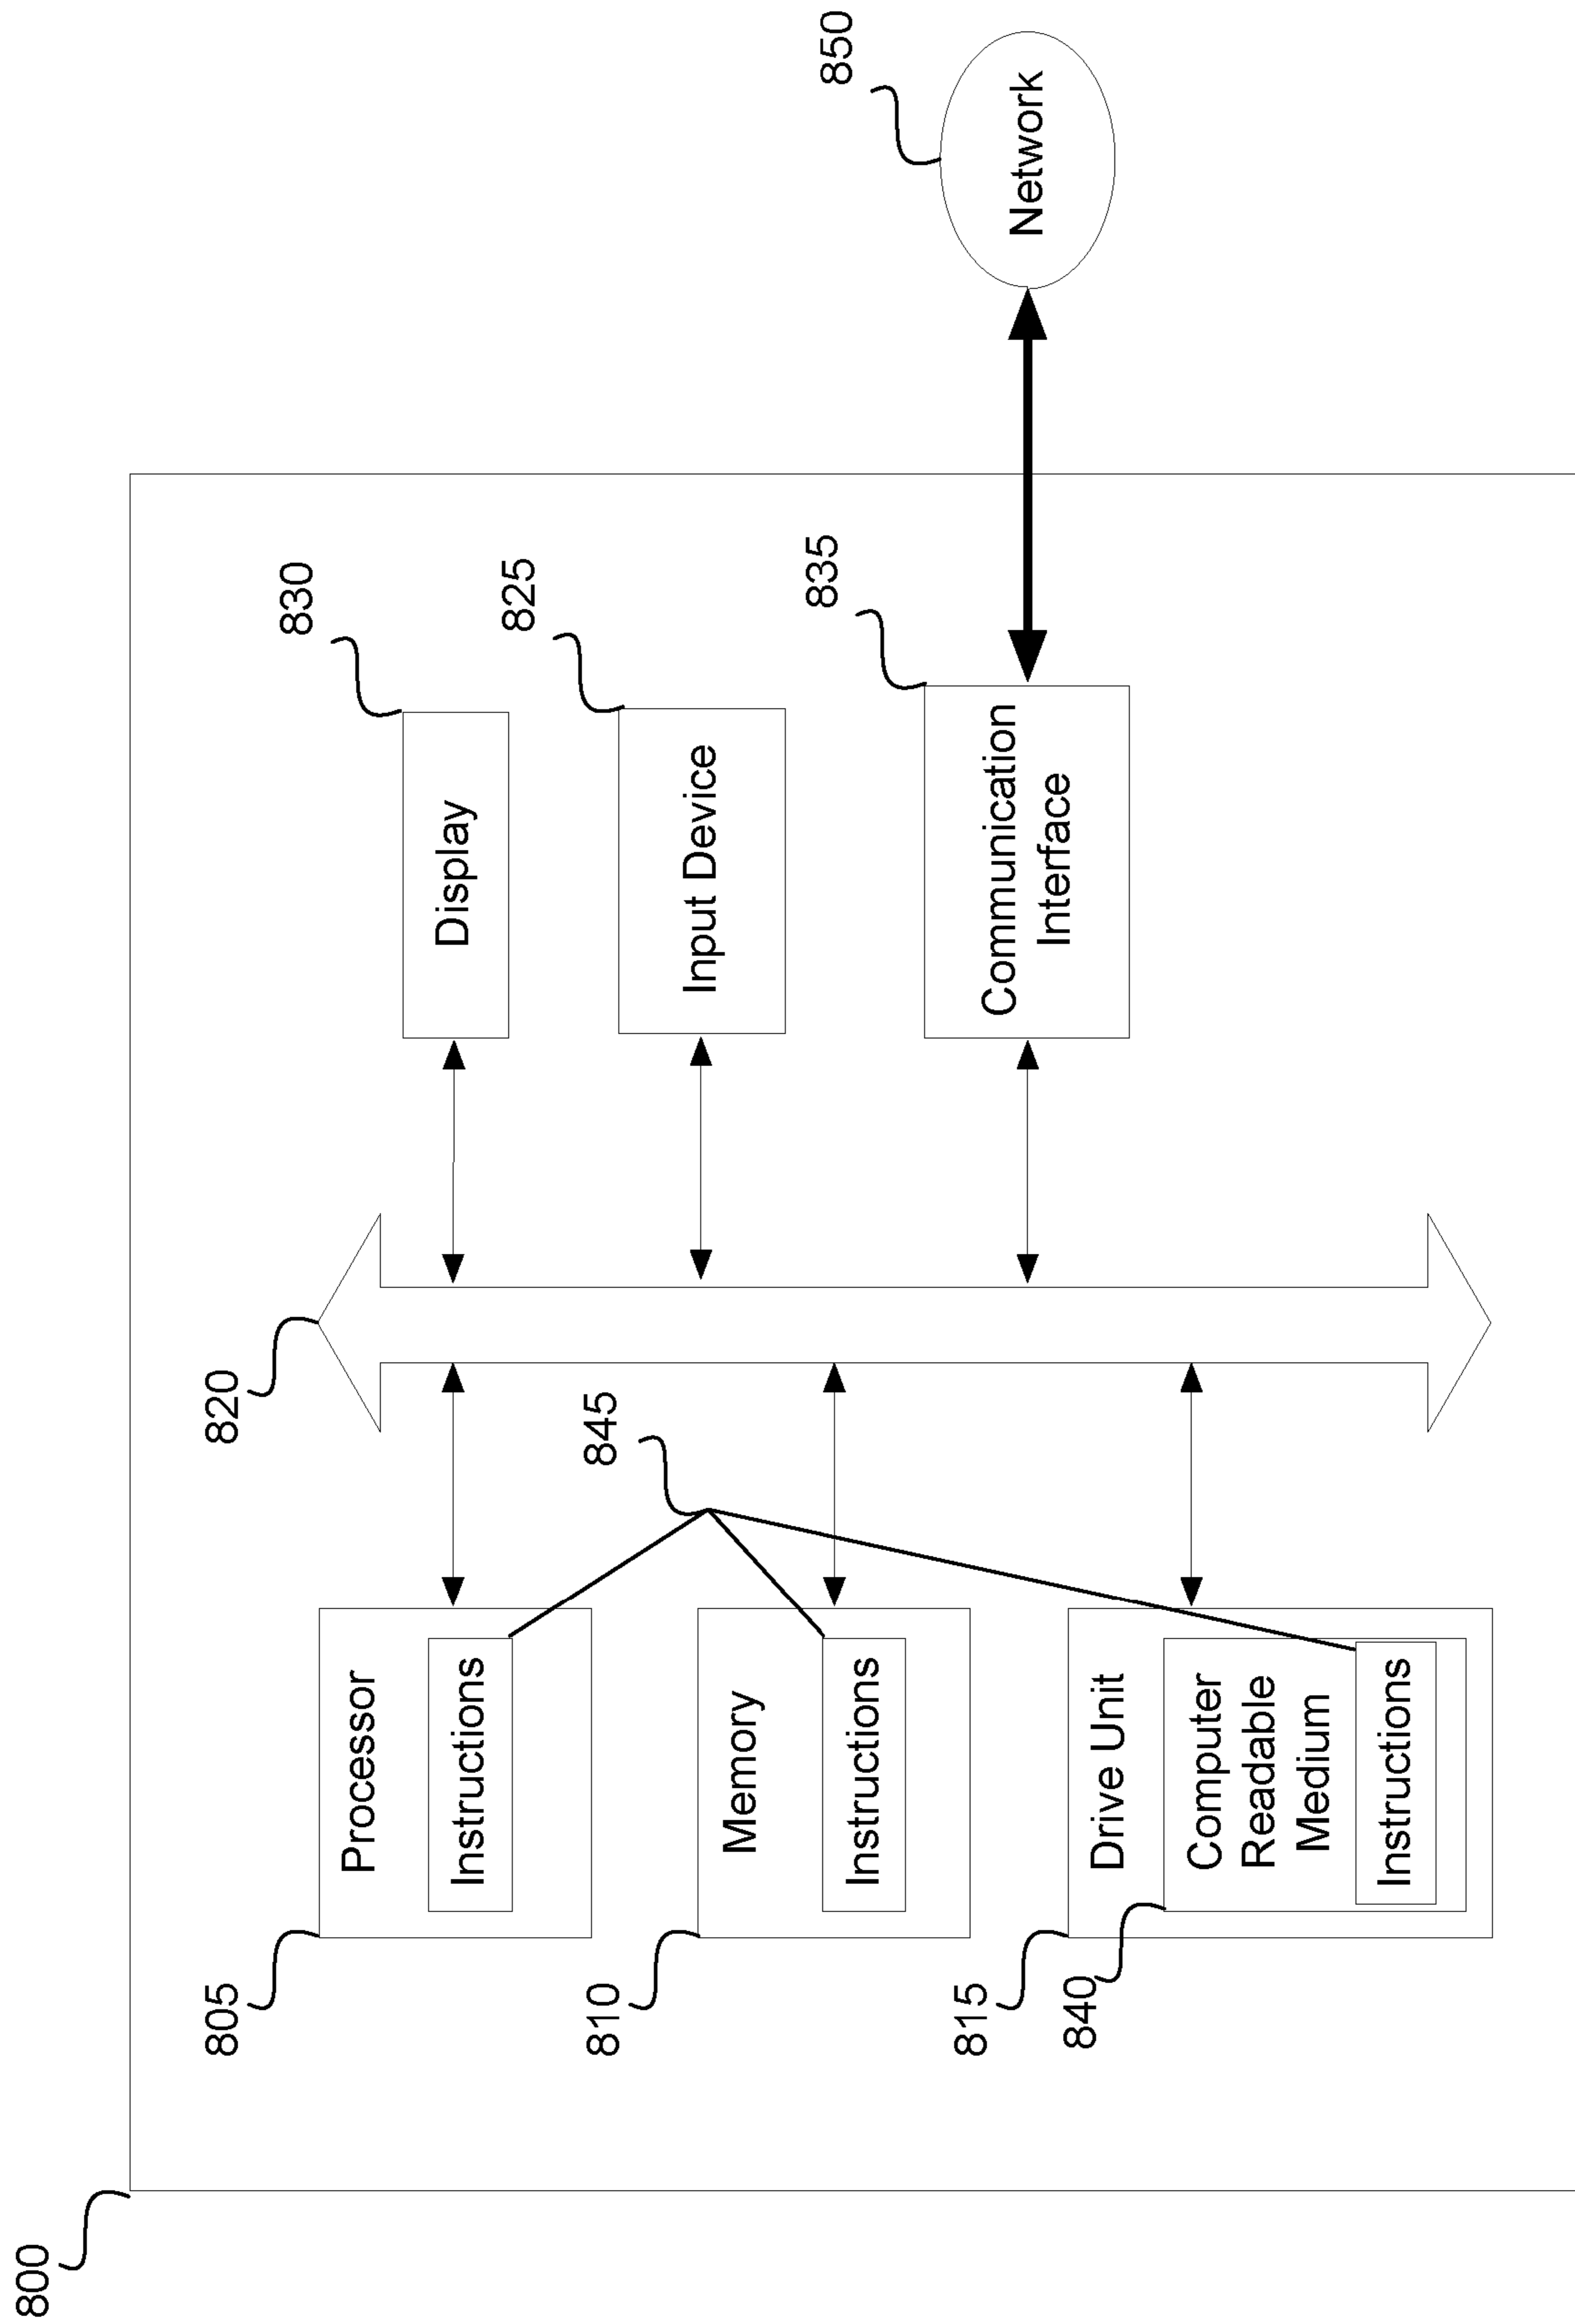 800
805
Processor
Instructions
810
Memory
Instructions
815
Drive Unit
840
Computer
Readable
Medium
Instructions
820
845
830
Display
825
Input Device
835
Communication
Interface
850
Network